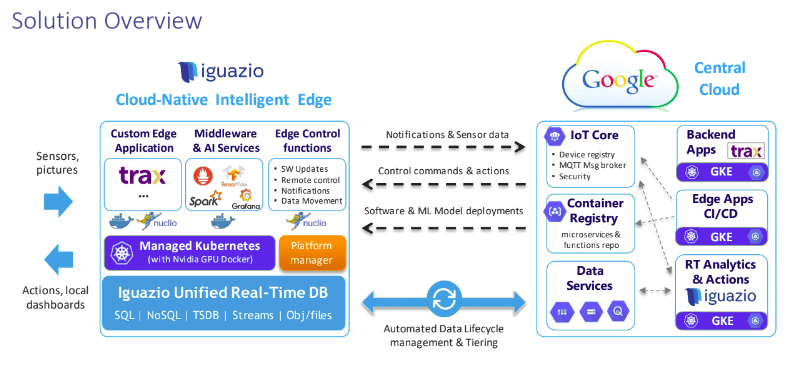 Solution Overview
iguazio
Cloud-Native Intelligent Edge
Google
Central
Cloud
Custom Edge
Application
trax
...
Middleware
& AI Services
TensorFlow
Spark
Grafana
Edge Control
functions
• SW Updates
• Remote control
• Notifications
• Data Movement
docker
nuclio
docker
nuclio
Managed Kubernetes
(with Nvidia GPU Docker)
Platform
manager
Iguazio Unified Real-Time DB
SQL | NoSQL | TSDB | Streams | Obj/files
Sensors,
pictures
Actions, local
dashboards
Notifications & Sensor data
Control commands & actions
Software & ML Model deployments
Automated Data Lifecycle
management & Tiering
IoT Core
• Device registry
• MQTT Msg broker
• Security
Container
Registry
microservices &
functions repo
Data
Services
Backend
Apps
trax
GKE
Edge Apps
CI/CD
GKE
RT Analytics
& Actions
iguazio
GKE